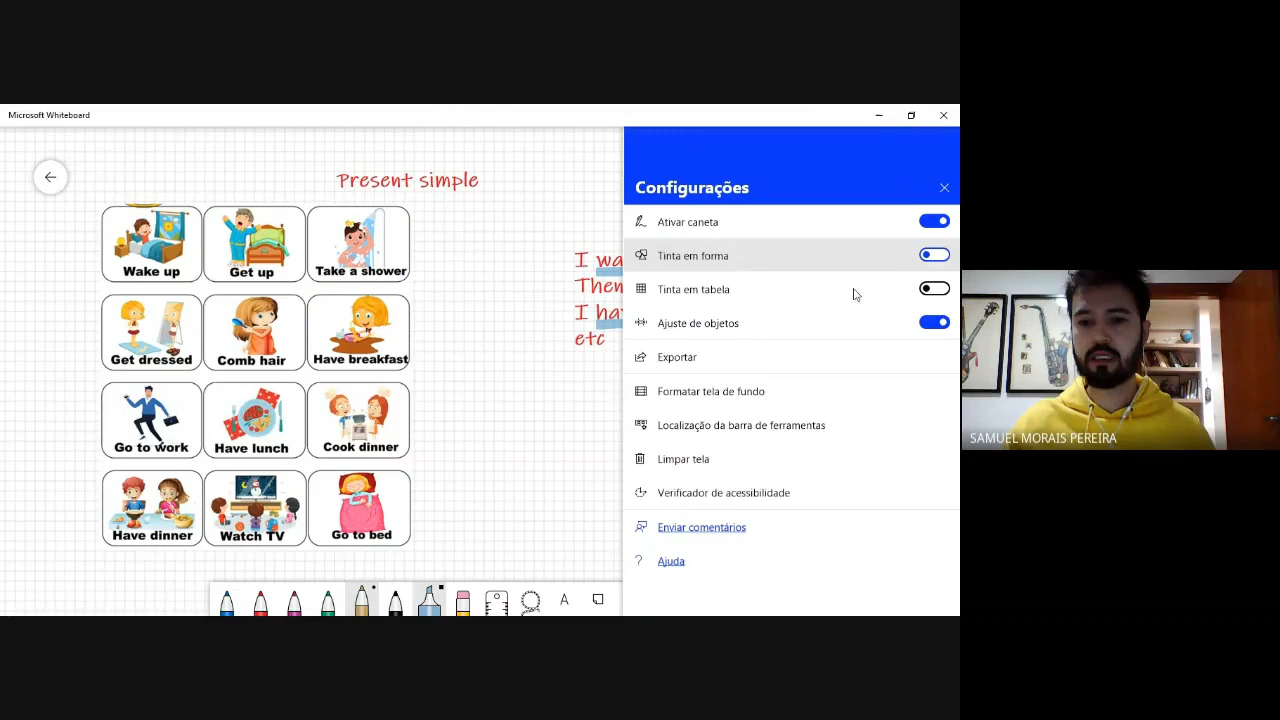 Microsoft Whiteboard
Present simple
Wake up
Get up
Take a shower
Get dressed
Comb hair
Have breakfast
Go to work
Have lunch
Cook dinner
Have dinner
Watch TV
Go to bed
I wa
Then
I ha
etc
Configurações
Ativar caneta
Tinta em forma
Tinta em tabela
Ajuste de objetos
Exportar
Formatar tela de fundo
Localização da barra de ferramentas
Limpar tela
Verificador de acessibilidade
Enviar comentários
? Ajuda
A
SAMUEL MORAIS PEREIRA